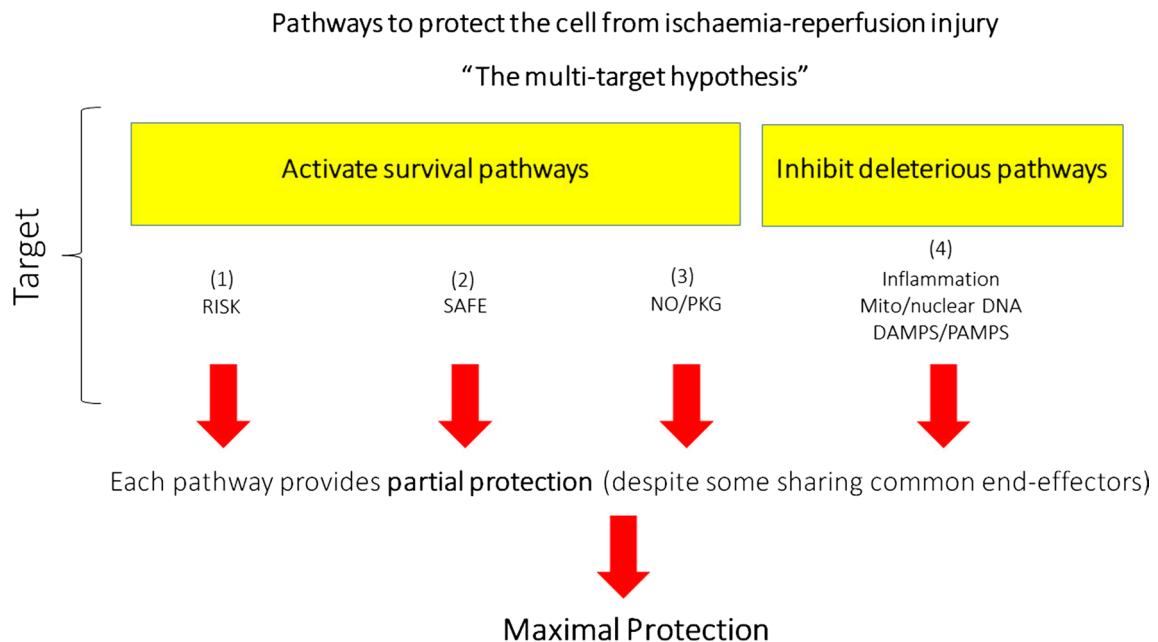 Pathways to protect the cell from ischaemia-reperfusion injury
“The multi-target hypothesis”
Target
Activate survival pathways
Inhibit deleterious pathways
(1)
RISK
(2)
SAFE
(3)
NO/PKG
(4)
Inflammation
Mito/nuclear DNA
DAMPS/PAMPS
Each pathway provides partial protection (despite some sharing common end-effectors)
Maximal Protection